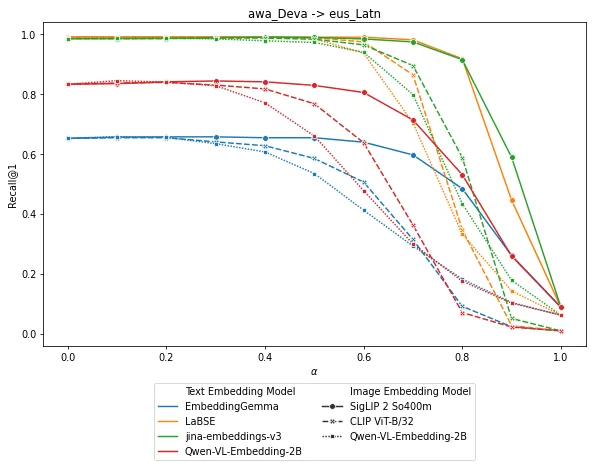 awa_Deva -> eus_Latn
Recall@1
1.0
0.8
0.6
0.4
0.2
0.0
0.0 0.2 0.4 0.6 0.8 1.0
α
Text Embedding Model
EmbeddingGemma
LaBSE
jina-embeddings-v3
Qwen-VL-Embedding-2B
Image Embedding Model
SigLIP 2 So400m
CLIP ViT-B/32
Qwen-VL-Embedding-2B